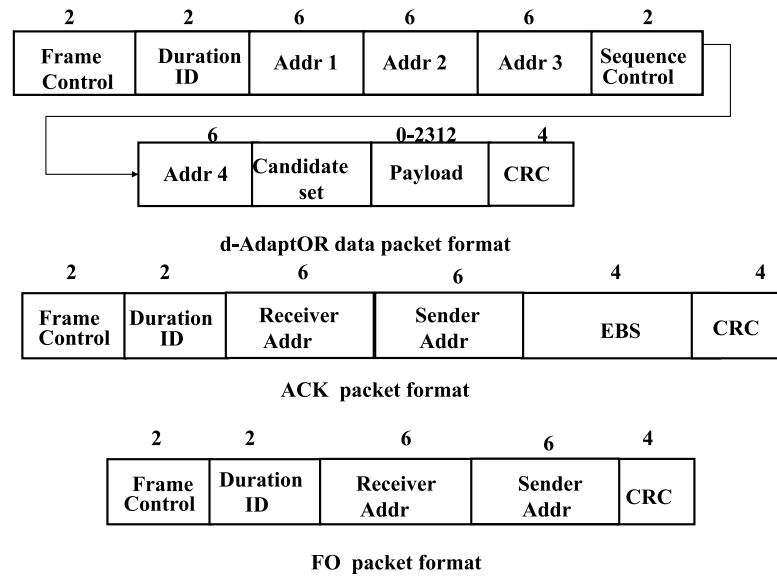 2 2 6 6 6 2
Frame Control Duration ID Addr 1 Addr 2 Addr 3 Sequence Control
6 0-2312 4
Addr 4 Candidate set Payload CRC
d-AdaptOR data packet format
2 2 6 6 4 4
Frame Control Duration ID Receiver Addr Sender Addr EBS CRC
ACK packet format
2 2 6 6 4
Frame Control Duration ID Receiver Addr Sender Addr CRC
FO packet format